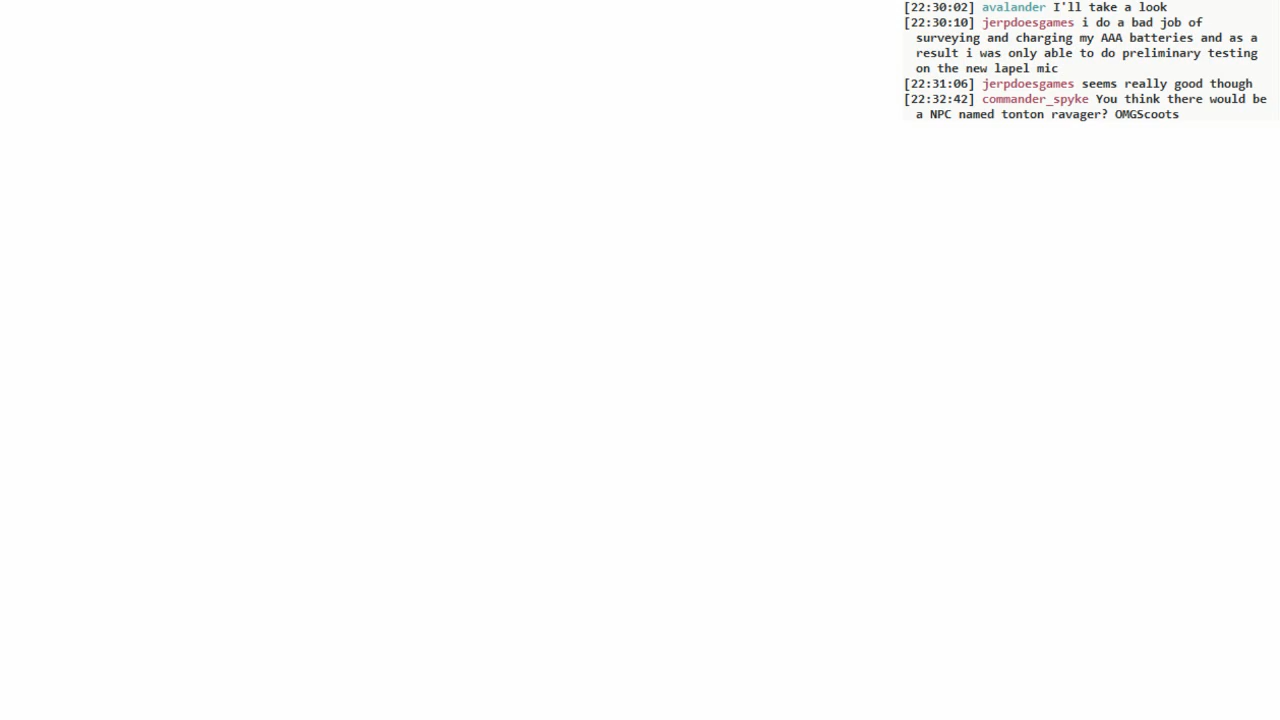 [22:30:02] avalander I'll take a look
[22:30:10] jerpdoesgames i do a bad job of
surveying and charging my AAA batteries and as a
result i was only able to do preliminary testing
on the new lapel mic
[22:31:06] jerpdoesgames seems really good though
[22:32:42] commander_spyke You think there would be
a NPC named tonton ravager? OMGScoots